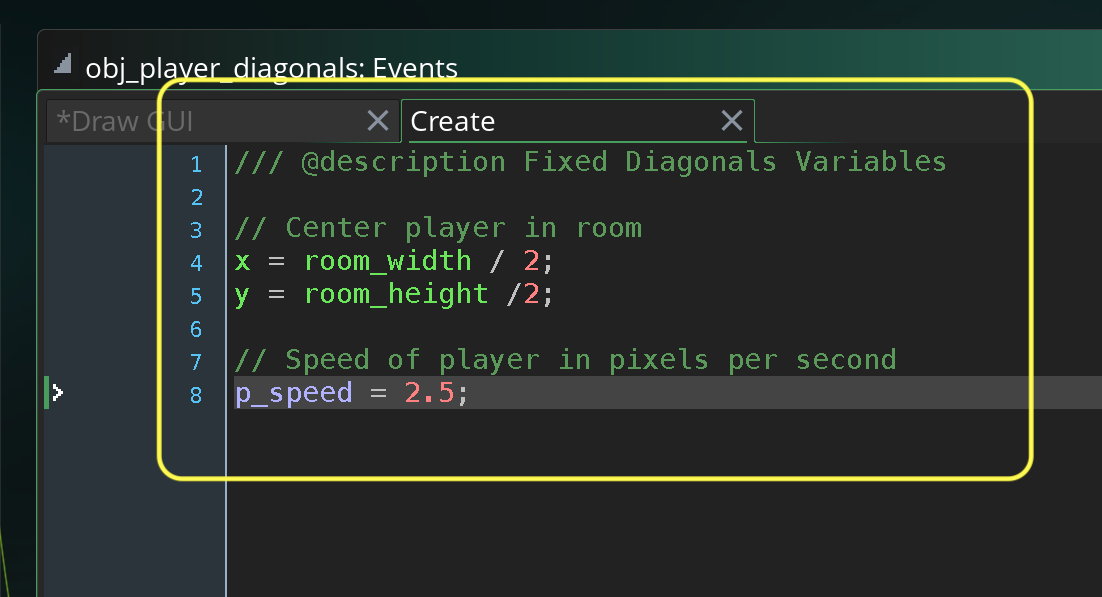 obj_player_diagonals: Events
*Draw GUI
Create
1 /// @description Fixed Diagonals Variables
2
3 // Center player in room
4 x = room_width / 2;
5 y = room_height /2;
6
7 // Speed of player in pixels per second
8 p_speed = 2.5;